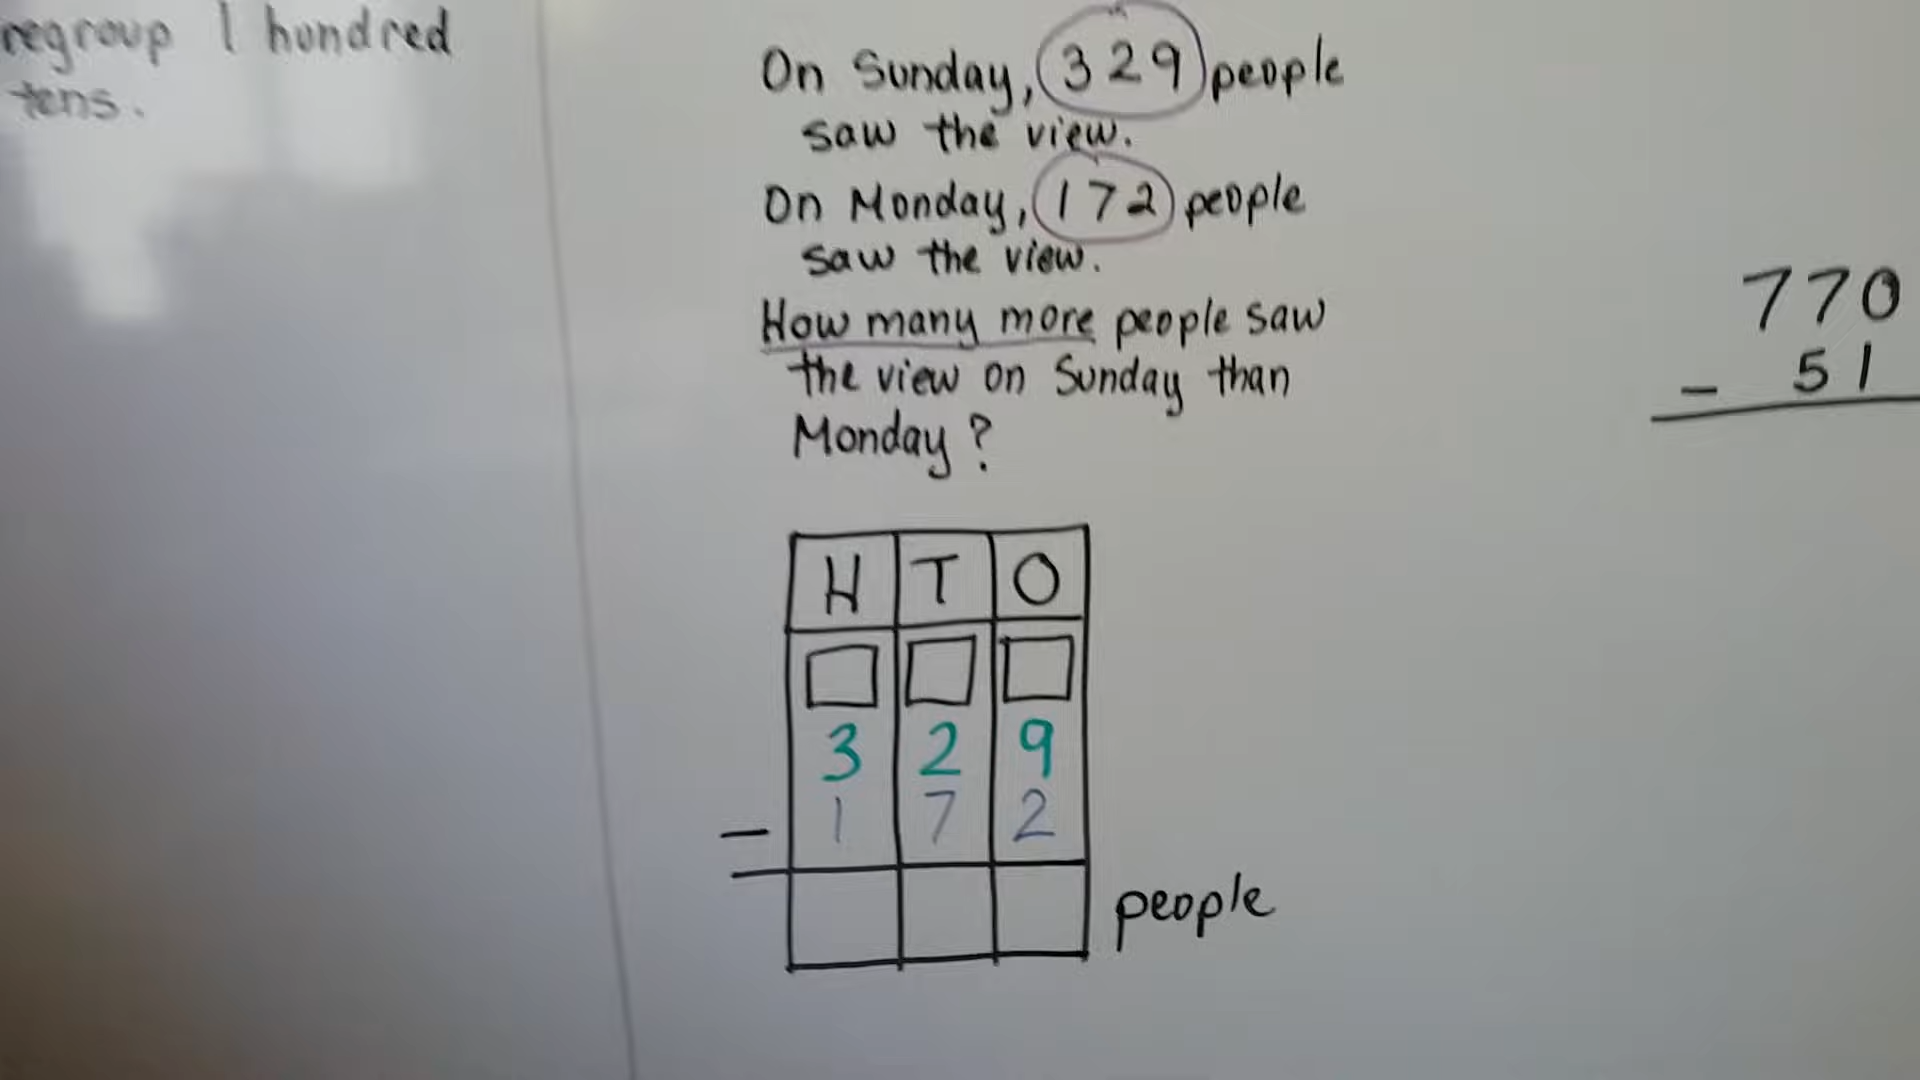 regroup 1 hundred
tens.
On Sunday, 329 people
saw the view.
On Monday, 172 people
saw the view.
How many more people saw
the view on Sunday than
Monday?
H T O
3 2 9
- 1 7 2
people
770
- 51